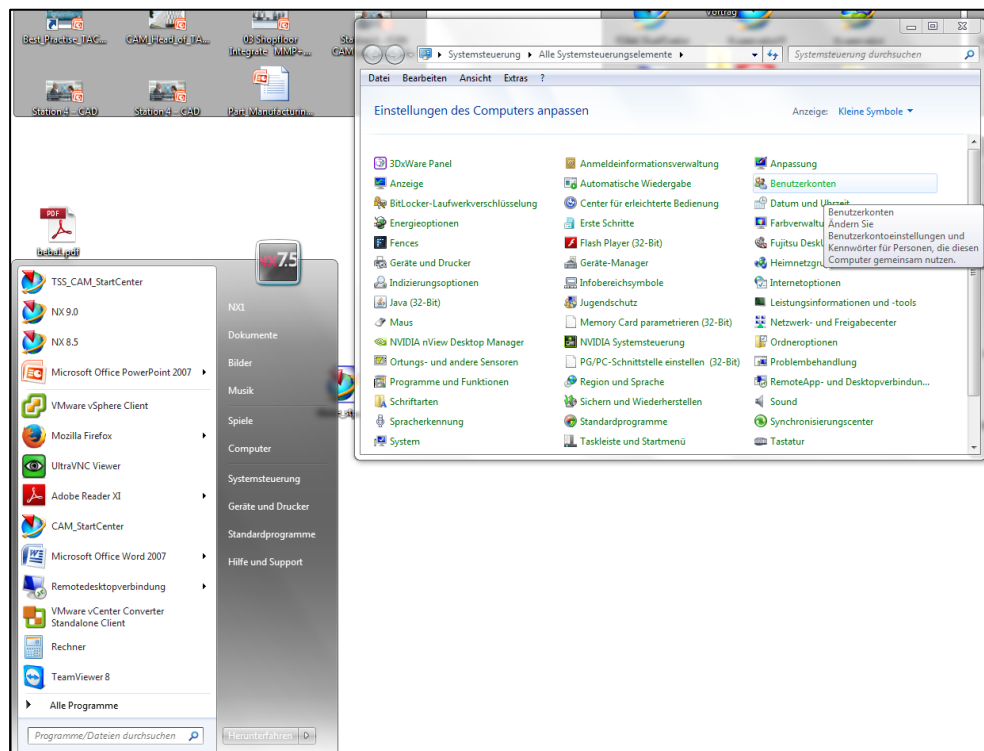 Best_Practise_TAC...
CAM_Head_of_TA...
03 Shopfloor
Integrate_MMP+...
CAM
Station 4 - CAD
Station 4 - CAD
Part Manufacturin...
Vortrag
PDF
bebat.pdf
Systemsteuerung
Alle Systemsteuerungselemente
Systemsteuerung durchsuchen
Datei Bearbeiten Ansicht Extras ?
Einstellungen des Computers anpassen
Anzeige: Kleine Symbole
3DxWare Panel
Anmeldeinformationsverwaltung
Anpassung
Anzeige
Automatische Wiedergabe
Benutzerkonten
BitLocker-Laufwerkverschlüsselung
Center für erleichterte Bedienung
Datum und Uhrzeit
Energieoptionen
Erste Schritte
Farbverwaltu
Fences
Flash Player (32-Bit)
Fujitsu Deskl
Geräte und Drucker
Geräte-Manager
Heimnetzgru
Indizierungsoptionen
Infobereichsymbole
Internetoptionen
Java (32-Bit)
Jugendschutz
Leistungsinformationen und -tools
Maus
Memory Card parametrieren (32-Bit)
Netzwerk- und Freigabecenter
NVIDIA nView Desktop Manager
NVIDIA Systemsteuerung
Ordneroptionen
Ortungs- und andere Sensoren
PG/PC-Schnittstelle einstellen (32-Bit)
Problembehandlung
Programme und Funktionen
Region und Sprache
RemoteApp- und Desktopverbindun...
Schriftarten
Sichern und Wiederherstellen
Sound
Spracherkennung
Standardprogramme
Synchronisierungscenter
System
Taskleiste und Startmenü
Tastatur
Benutzerkonten
Ändern Sie
Benutzerkontoeinstellungen und
Kennwörter für Personen, die diesen
Computer gemeinsam nutzen.
NX7.5
TSS_CAM_StartCenter
NX 9.0
NX 8.5
Microsoft Office PowerPoint 2007
VMware vSphere Client
Mozilla Firefox
UltraVNC Viewer
Adobe Reader XI
CAM_StartCenter
Microsoft Office Word 2007
Remotedesktopverbindung
VMware vCenter Converter
Standalone Client
Rechner
TeamViewer 8
Alle Programme
Programme/Dateien durchsuchen
NX1
Dokumente
Bilder
Musik
Spiele
Computer
Systemsteuerung
Geräte und Drucker
Standardprogramme
Hilfe und Support
Herunterfahren